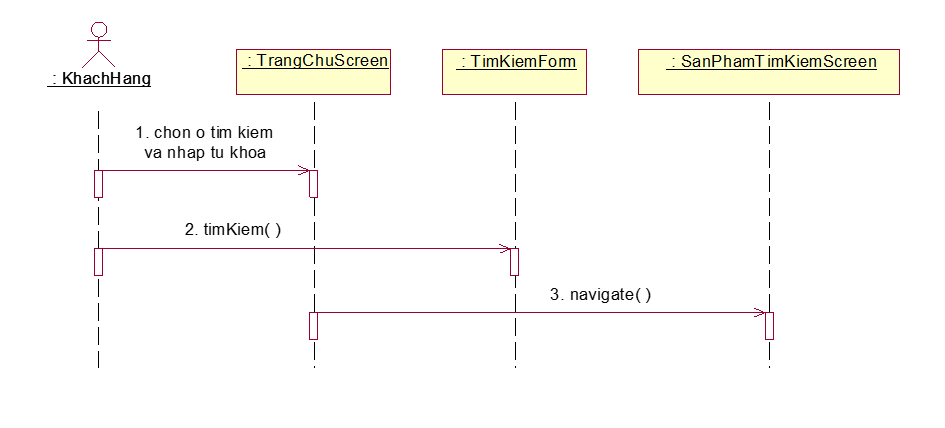 : KhachHang
: TrangChuScreen
: TimKiemForm
: SanPhamTimKiemScreen
1. chon o tim kiem
va nhap tu khoa
2. timKiem( )
3. navigate( )